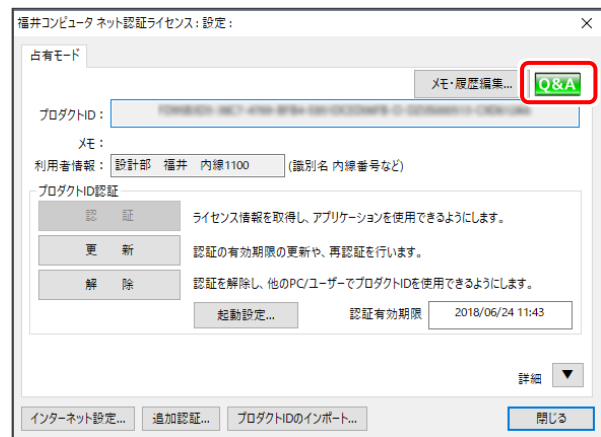 福井コンピュータ ネット認証ライセンス：設定：
占有モード
メモ・履歴編集... Q&A
プロダクトID：
メモ：
利用者情報： 設計部 福井 内線1100 (識別名 内線番号など)
プロダクトID認証
認 証 ライセンス情報を取得し、アプリケーションを使用できるようにします。
更 新 認証の有効期限の更新や、再認証を行います。
解 除 認証を解除し、他のPC/ユーザーでプロダクトIDを使用できるようにします。
起動設定... 認証有効期限 2018/06/24 11:43
詳細 ▼
インターネット設定... 追加認証... プロダクトIDのインポート... 閉じる